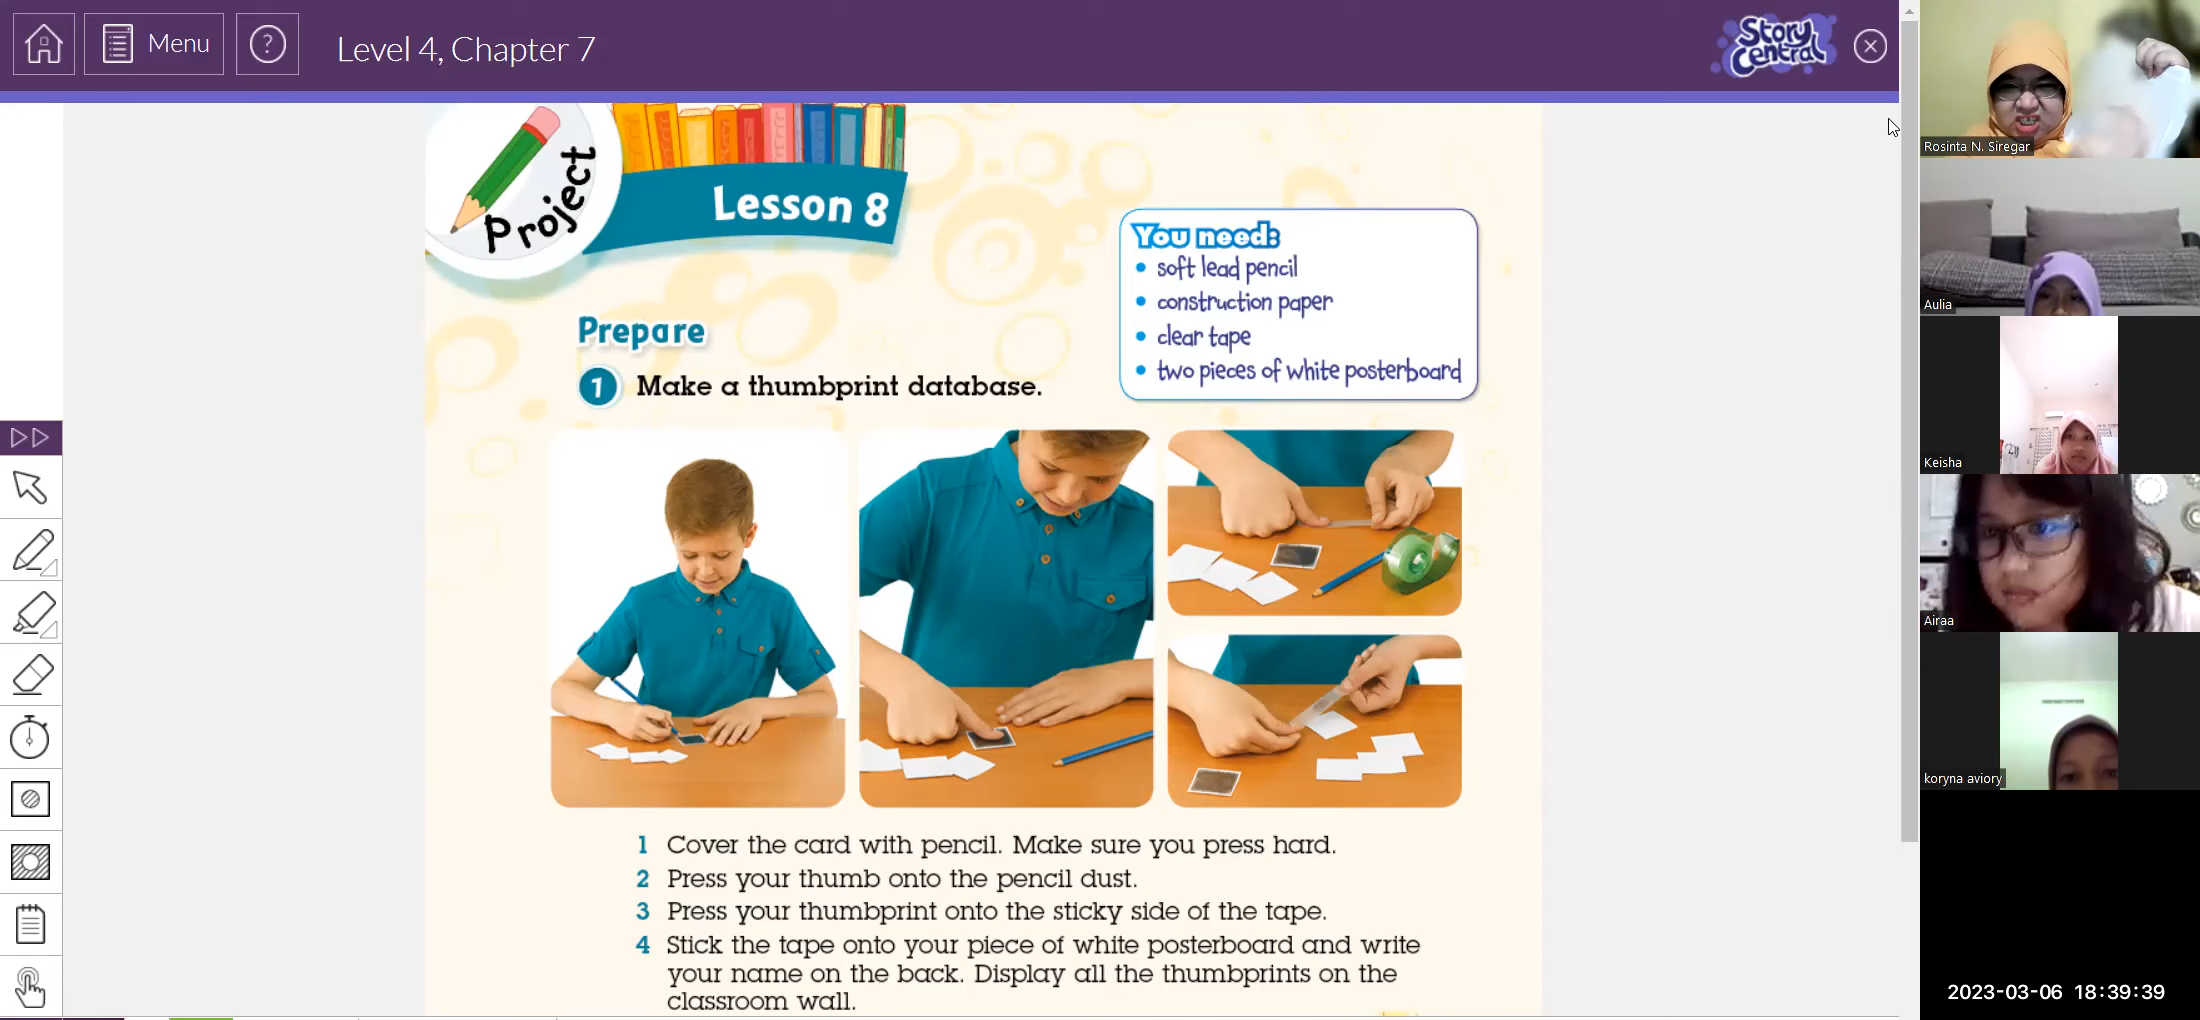 Menu
?
Level 4, Chapter 7
Story Central
Project
Lesson 8
You need:
• soft lead pencil
• construction paper
• clear tape
• two pieces of white posterboard
Prepare
1 Make a thumbprint database.
1 Cover the card with pencil. Make sure you press hard.
2 Press your thumb onto the pencil dust.
3 Press your thumbprint onto the sticky side of the tape.
4 Stick the tape onto your piece of white posterboard and write
your name on the back. Display all the thumbprints on the
classroom wall.
Rosinta N. Siregar
Aulia
Keisha
Airaa
koryna aviory
2023-03-06 18:39:39